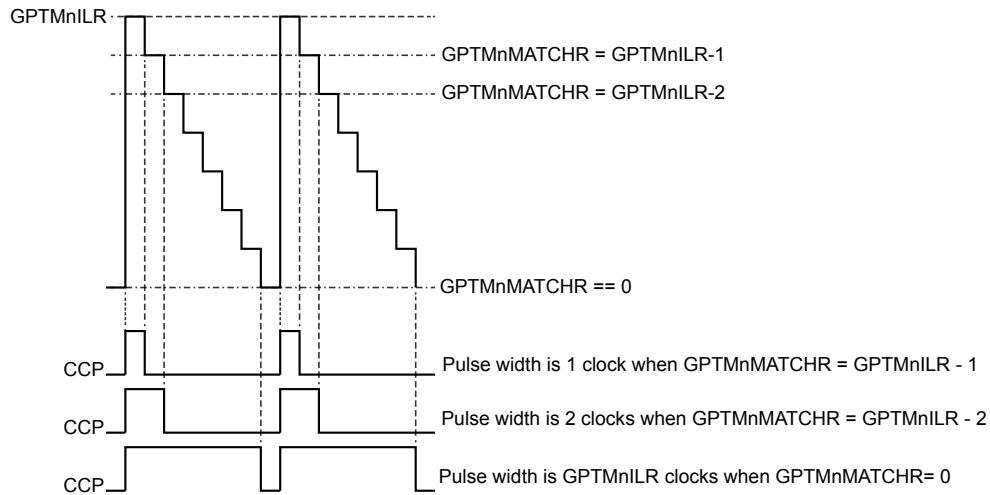 GPTMnILR
GPTMnMATCHR = GPTMnILR-1
GPTMnMATCHR = GPTMnILR-2
GPTMnMATCHR == 0
CCP
Pulse width is 1 clock when GPTMnMATCHR = GPTMnILR - 1
CCP
Pulse width is 2 clocks when GPTMnMATCHR = GPTMnILR - 2
CCP
Pulse width is GPTMnILR clocks when GPTMnMATCHR= 0